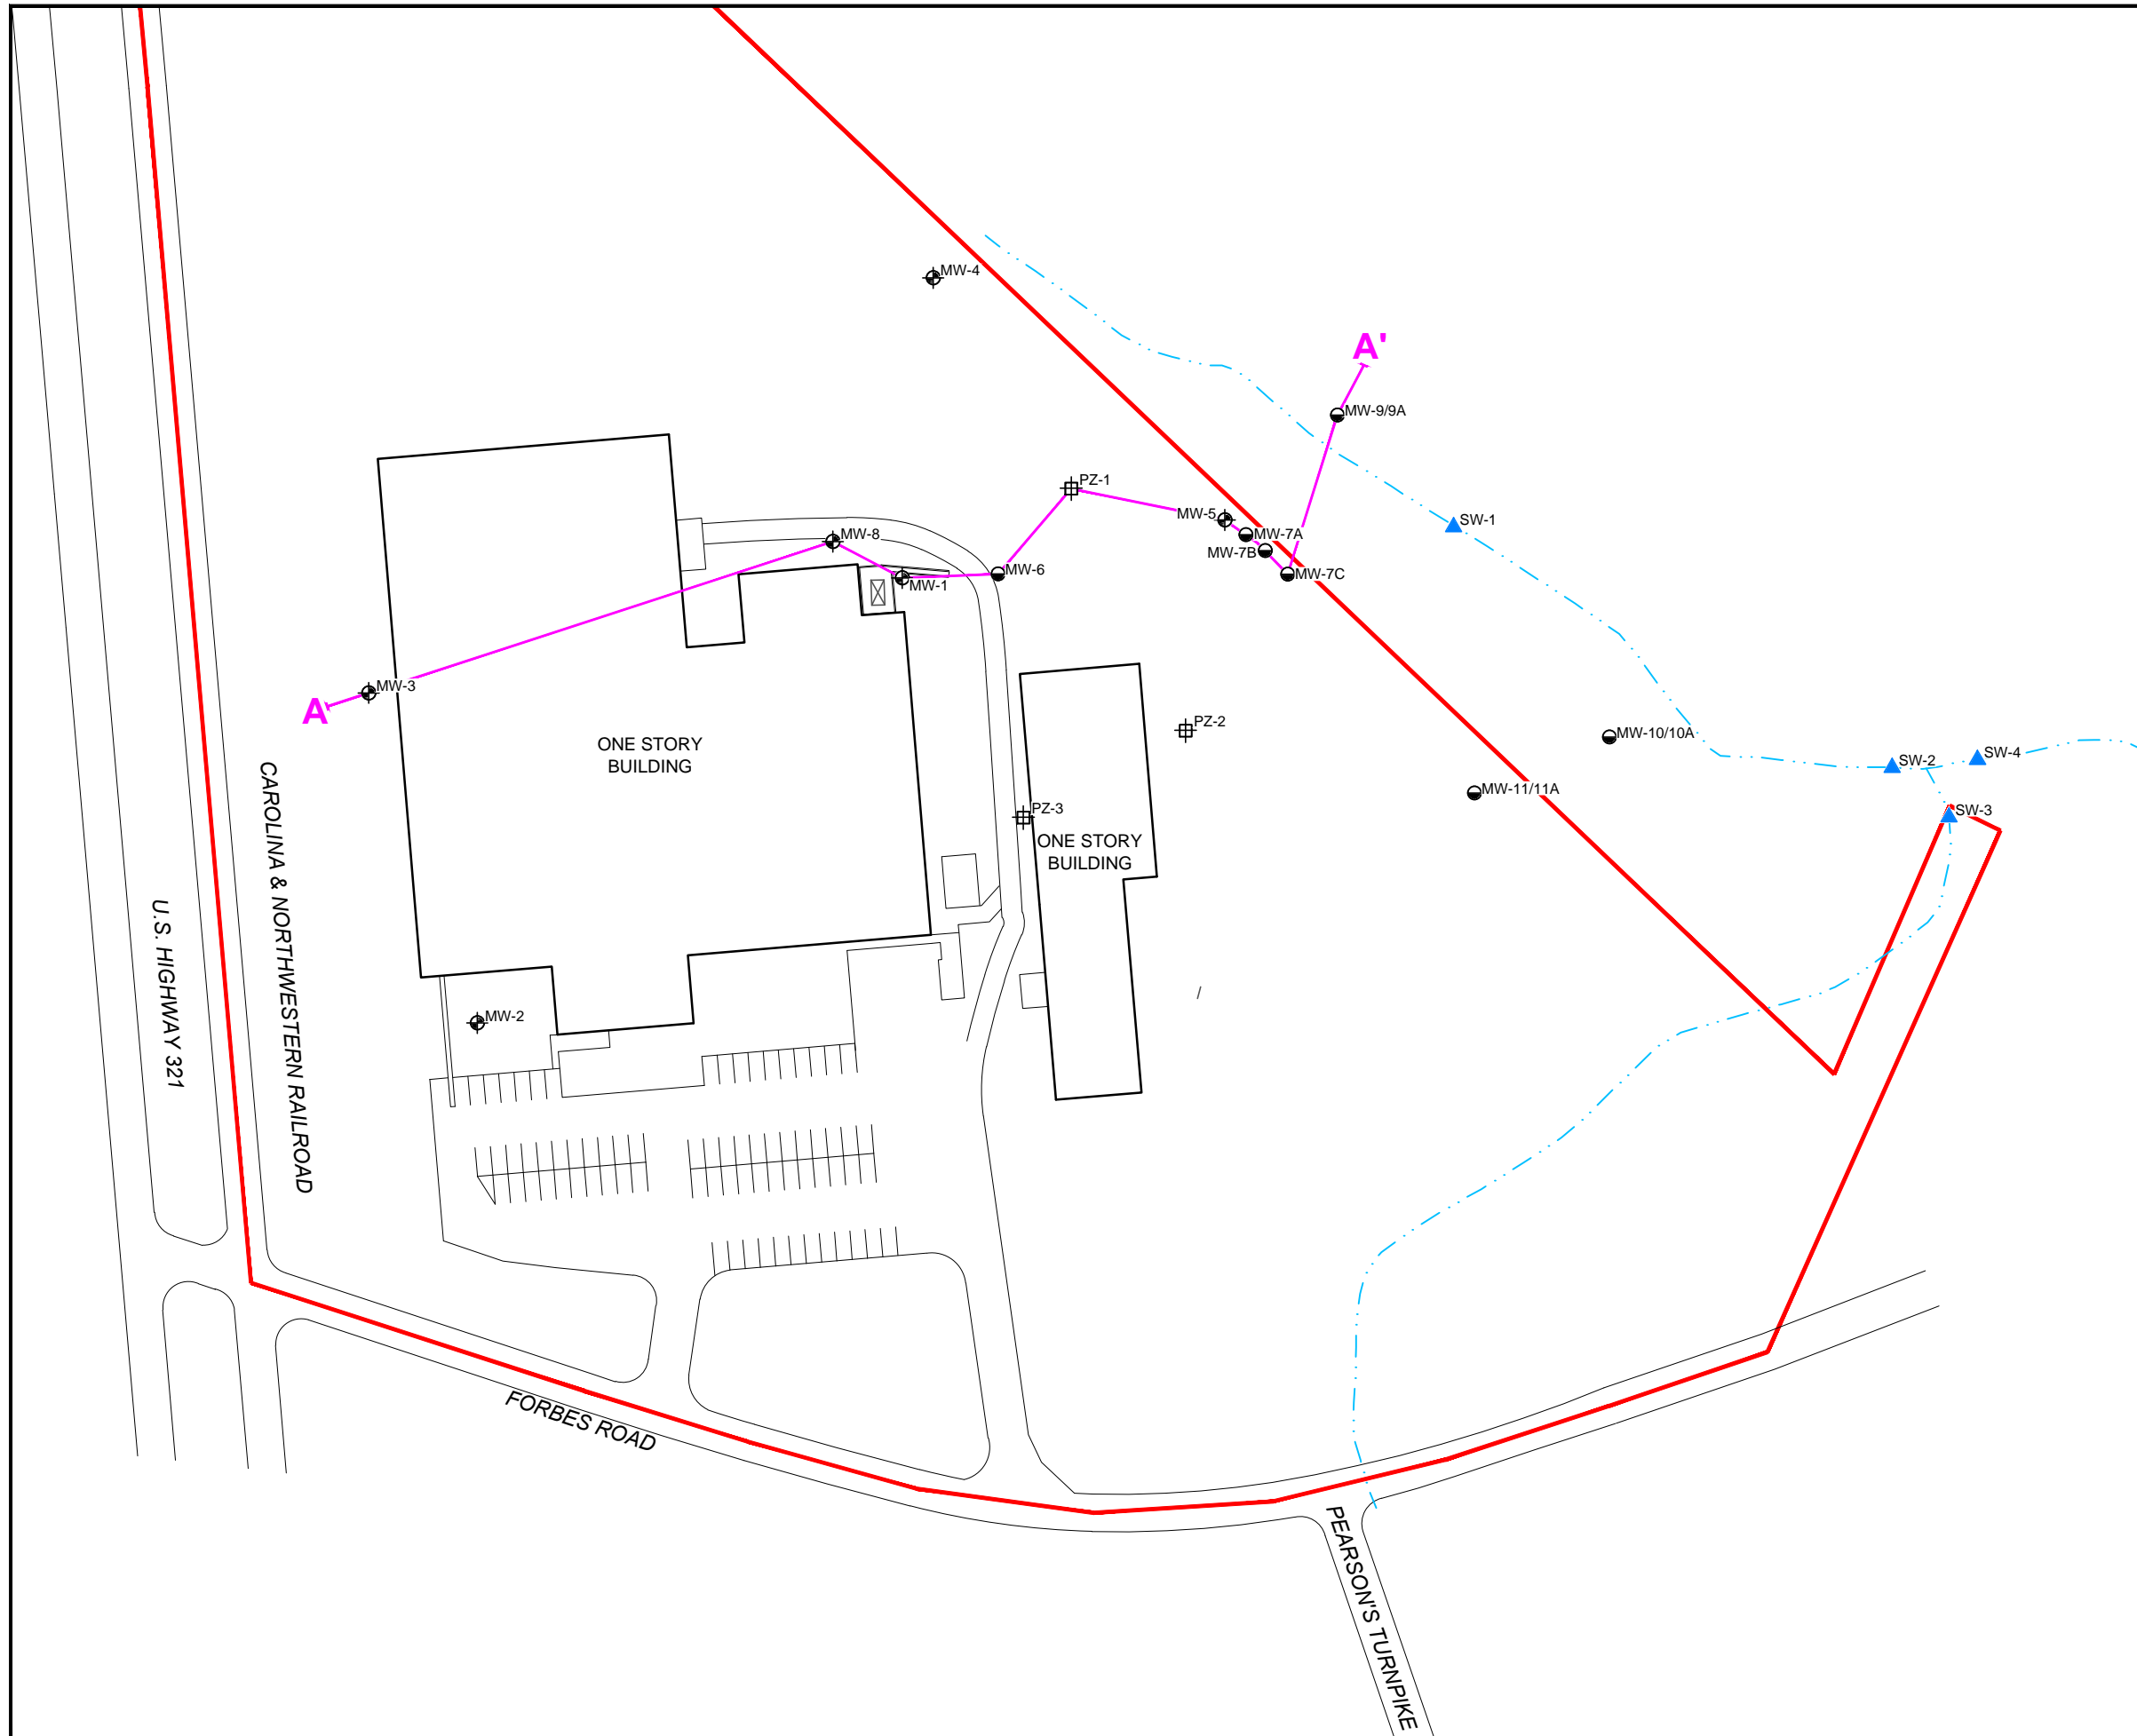 MW-4
A'
MW-9/9A
PZ-1
MW-5
SW-1
MW-8
MW-7A
MW-7B
MW-6
MW-7C
MW-1
MW-3
A
PZ-2
MW-10/10A
ONE STORY
BUILDING
SW-2
SW-4
MW-11/11A
PZ-3
SW-3
ONE STORY
BUILDING
CAROLINA & NORTHWESTERN RAILROAD
U.S. HIGHWAY 321
MW-2
FORBES ROAD
PEARSON'S TURNPIKE